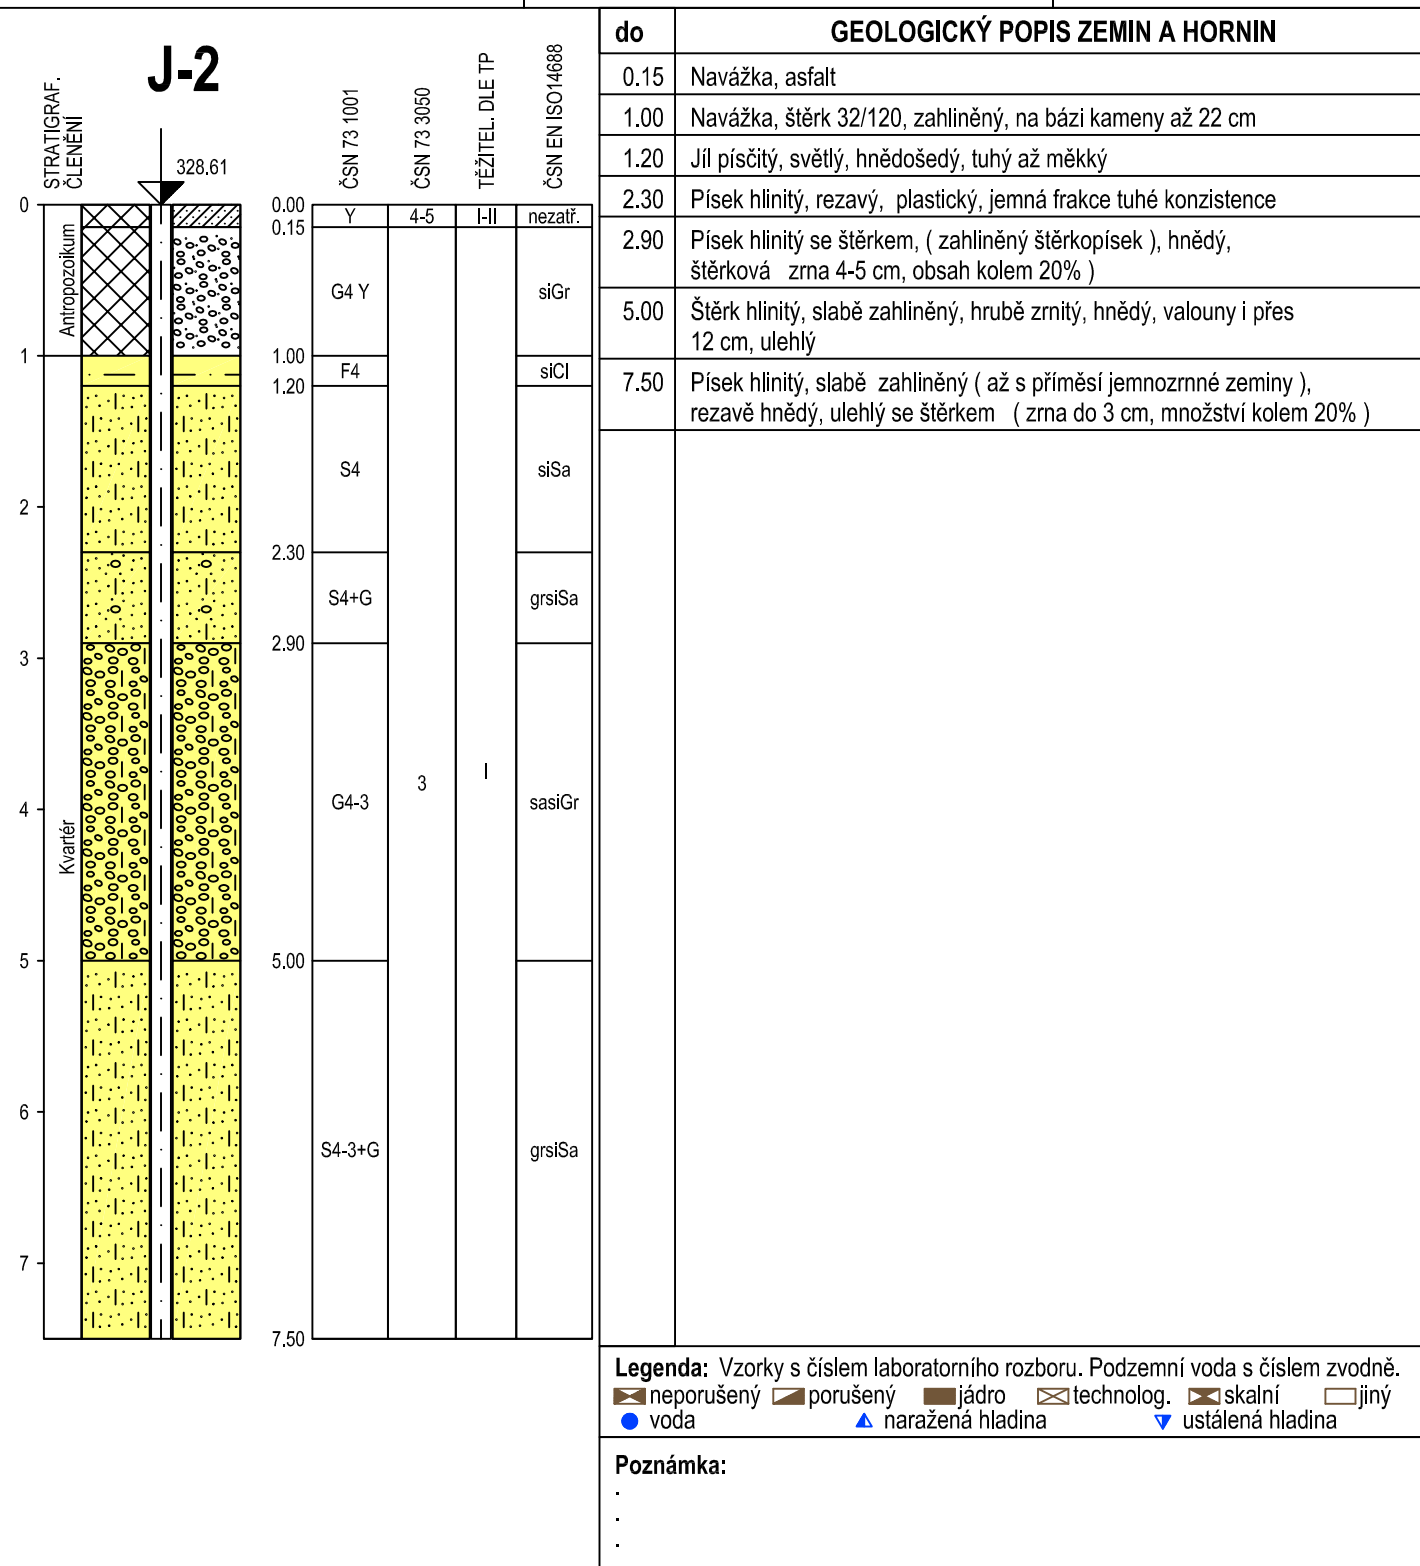 J-2
328.61
STRATIGRAF.
ČLENĚNÍ
ČSN 73 1001
ČSN 73 3050
TĚŽITEL. DLE TP
ČSN EN ISO14688
0
1
2
3
4
5
6
7
Antropozoikum
Kvartér
0.00
0.15
1.00
1.20
2.30
2.90
5.00
7.50
Y
4-5
I-II
nezatř.
G4 Y
siGr
F4
siCl
S4
siSa
S4+G
grsiSa
G4-3
3
I
sasiGr
S4-3+G
grsiSa
do GEOLOGICKÝ POPIS ZEMIN A HORNIN
0.15 Navážka, asfalt
1.00 Navážka, štěrk 32/120, zahliněný, na bázi kameny až 22 cm
1.20 Jíl písčitý, světlý, hnědošedý, tuhý až měkký
2.30 Písek hlinitý, rezavý, plastický, jemná frakce tuhé konzistence
2.90 Písek hlinitý se štěrkem, ( zahliněný štěrkopísek ), hnědý,
štěrková zrna 4-5 cm, obsah kolem 20% )
5.00 Štěrk hlinitý, slabě zahliněný, hrubě zrnitý, hnědý, valouny i přes
12 cm, ulehlý
7.50 Písek hlinitý, slabě zahliněný ( až s příměsí jemnozrnné zeminy ),
rezavě hnědý, ulehlý se štěrkem ( zrna do 3 cm, množství kolem 20% )
Legenda: Vzorky s číslem laboratorního rozboru. Podzemní voda s číslem zvodně.
neporušený porušený jádro technolog. skalní jiný
voda naražená hladina ustálená hladina
Poznámka:
.
.
.